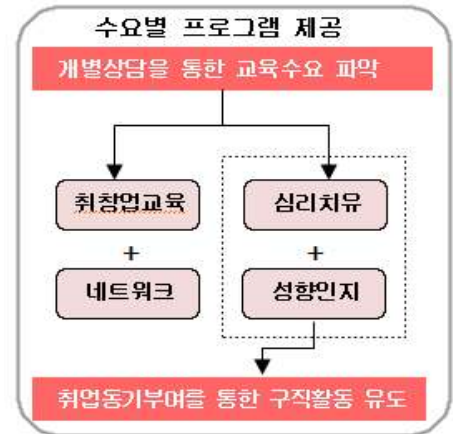 수요별 프로그램 제공
개별상담을 통한 교육수요 파악
취창업교육 심리치유
+ +
네트워크 성향인지
취업동기부여를 통한 구직활동 유도